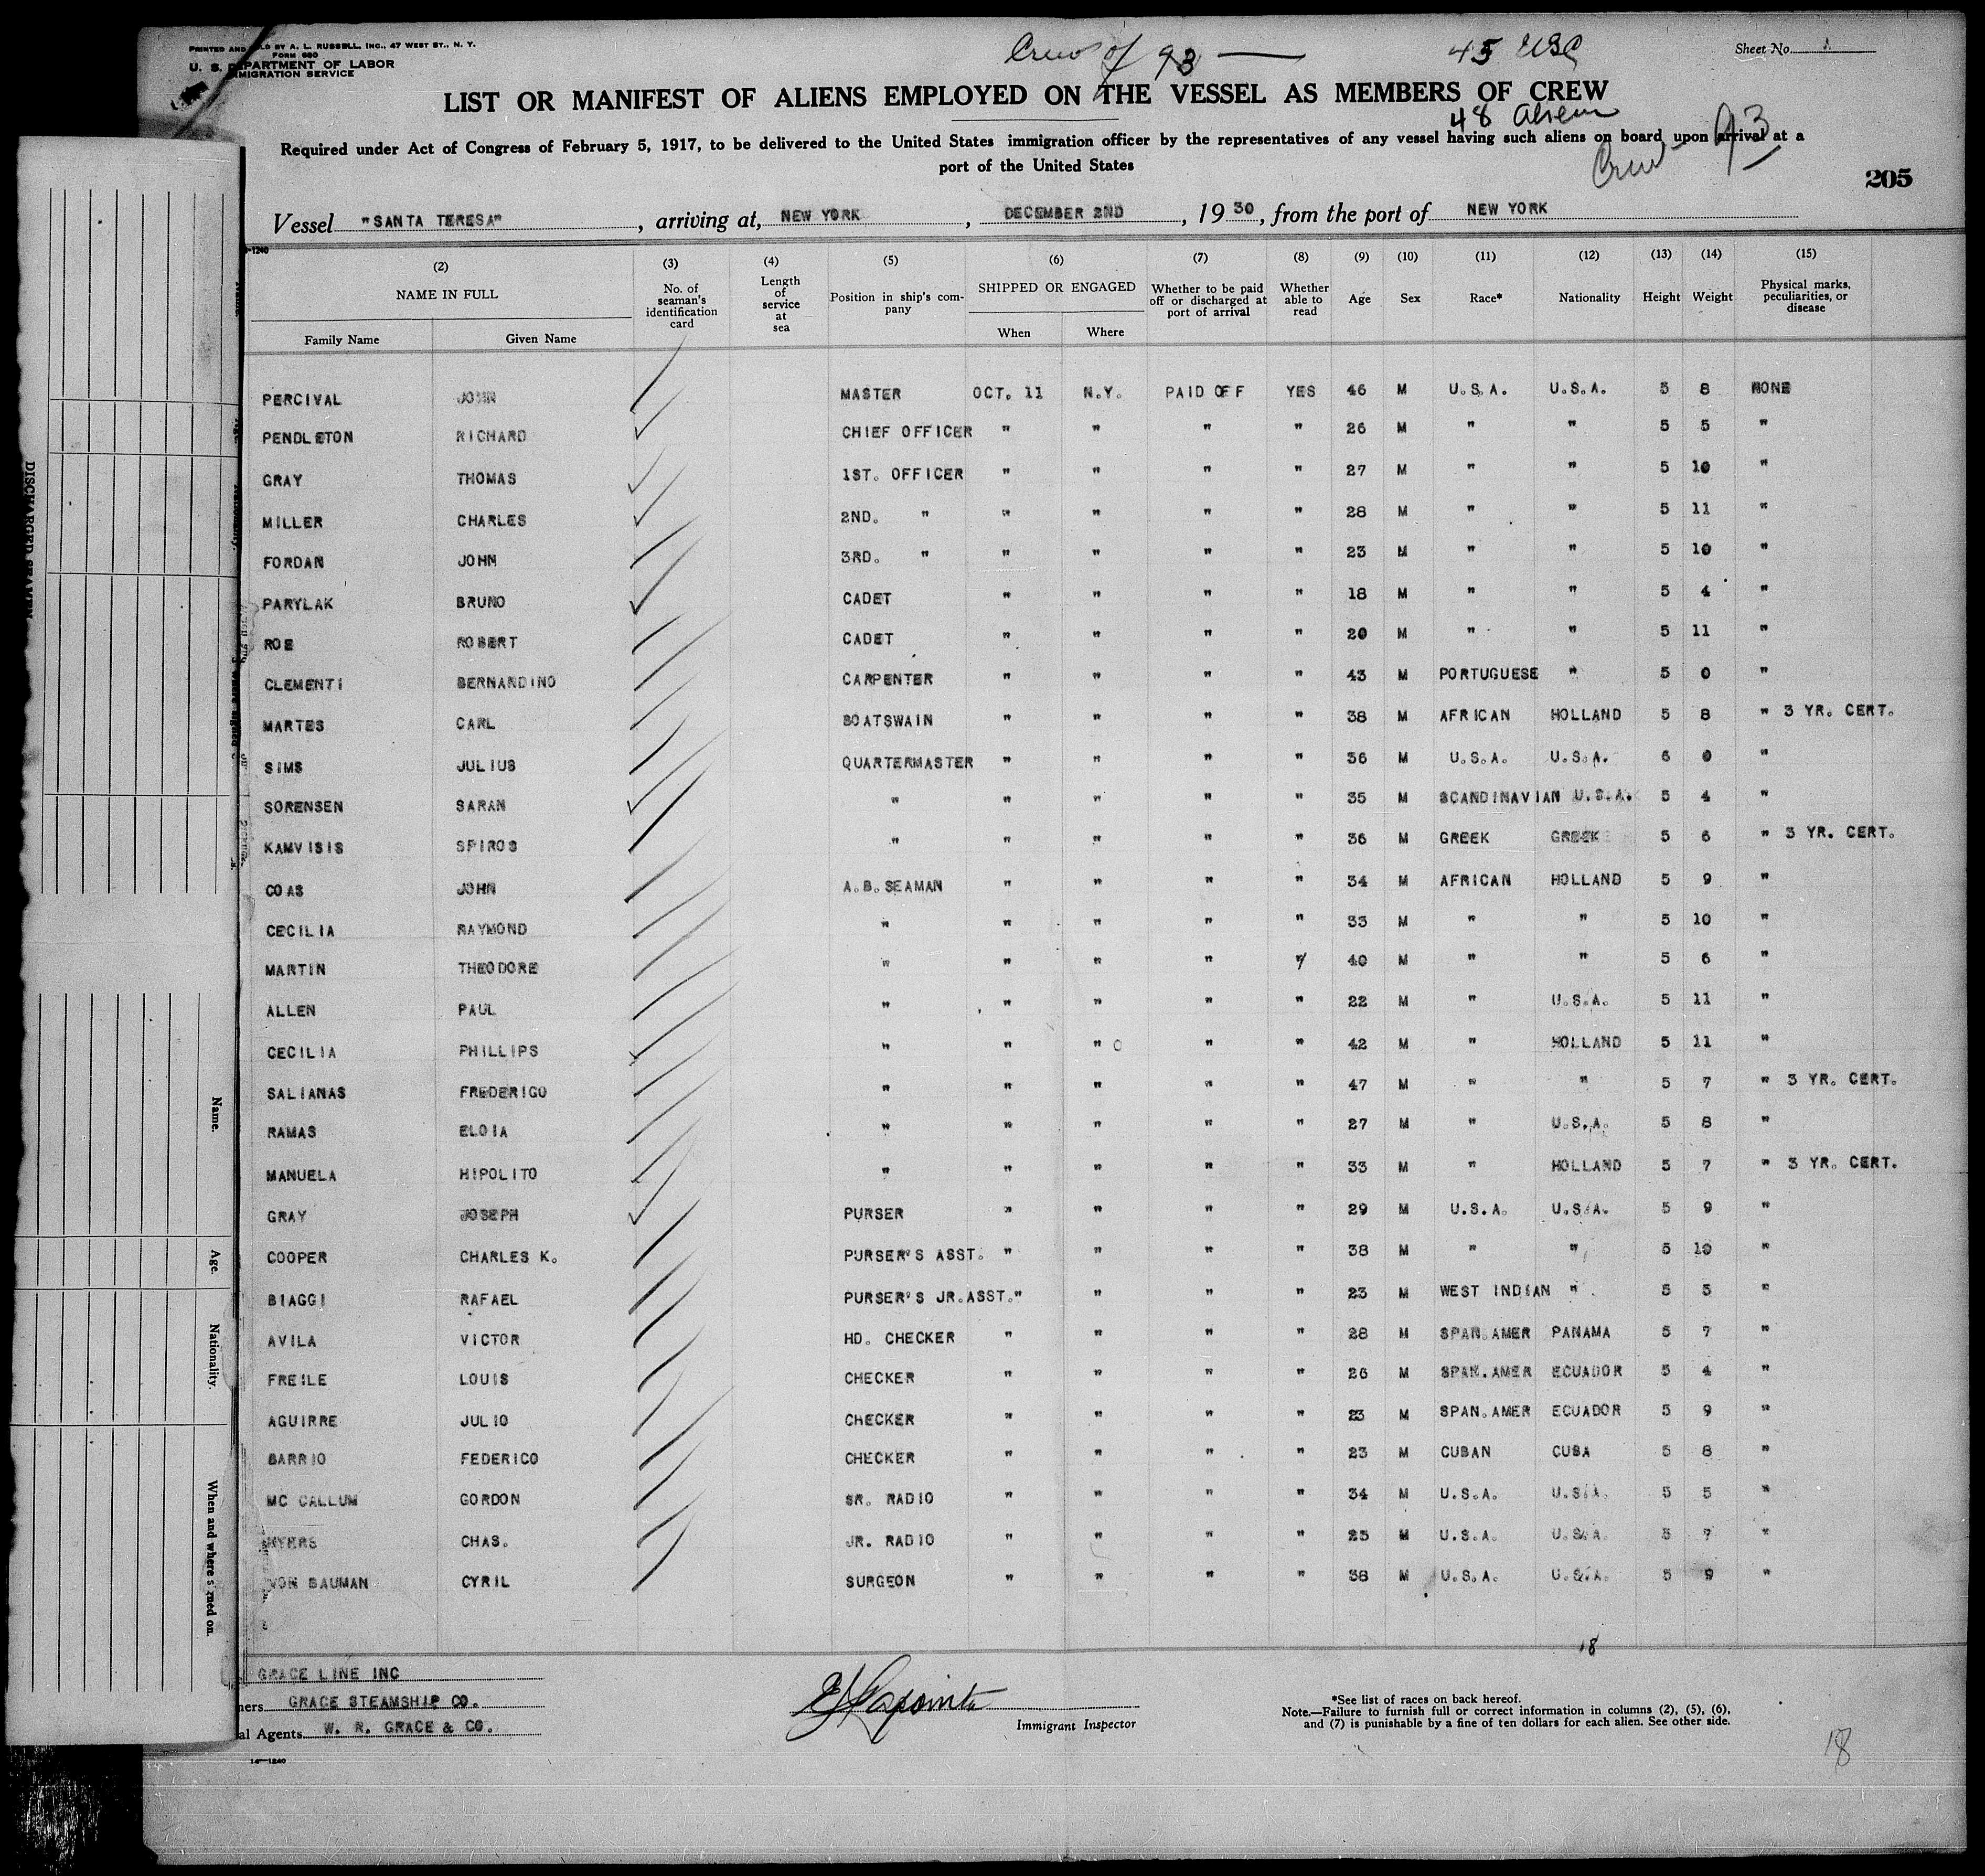 PRINTED AND SOLD BY A. L. RUSSELL, INC., 47 WEST ST., N. Y.
FORM 680
U. S. DEPARTMENT OF LABOR
IMMIGRATION SERVICE
Crew of 93 — 45 USC
Sheet No. 1
LIST OR MANIFEST OF ALIENS EMPLOYED ON THE VESSEL AS MEMBERS OF CREW
48 Aliens
Required under Act of Congress of February 5, 1917, to be delivered to the United States immigration officer by the representatives of any vessel having such aliens on board upon arrival at a
port of the United States
Crew 93
205
Vessel "SANTA TERESA", arriving at, NEW YORK, DECEMBER 2ND, 1930, from the port of NEW YORK
(2) (3) (4) (5) (6) (7) (8) (9) (10) (11) (12) (13) (14) (15)
NAME IN FULL No. of seaman's identification card Length of service at sea Position in ship's company SHIPPED OR ENGAGED Whether to be paid off or discharged at port of arrival Whether able to read Age Sex Race* Nationality Height Weight Physical marks, peculiarities, or disease
Family Name Given Name When Where
PERCIVAL JOHN MASTER OCT. 11 N.Y. PAID OFF YES 46 M U.S.A. U.S.A. 5 8 NONE
PENDLETON RICHARD CHIEF OFFICER " " " " 26 M " " 5 5 "
GRAY THOMAS 1ST. OFFICER " " " " 27 M " " 5 10 "
MILLER CHARLES 2ND. " " " " " 28 M " " 5 11 "
FORDAN JOHN 3RD. " " " " " 23 M " " 5 10 "
PARYLAK BRUNO CADET " " " " 18 M " " 5 4 "
ROE ROBERT CADET " " " " 20 M " " 5 11 "
CLEMENTI BERNANDINO CARPENTER " " " " 43 M PORTUGUESE " 5 0 "
MARTES CARL BOATSWAIN " " " " 38 M AFRICAN HOLLAND 5 8 " 3 YR. CERT.
SIMS JULIUS QUARTERMASTER " " " " 36 M U.S.A. U.S.A. 6 0 "
SORENSEN SARAN " " " " " 35 M SCANDINAVIAN U.S.A. 5 4 "
KAMVISIS SPIROS " " " " " 36 M GREEK GREEK 5 6 " 3 YR. CERT.
COAS JOHN A.B. SEAMAN " " " " 34 M AFRICAN HOLLAND 5 9 "
CECILIA RAYMOND " " " " " 33 M " " 5 10 "
MARTIN THEODORE " " " " " 40 M " " 5 6 "
ALLEN PAUL " " " " " 22 M " U.S.A. 5 11 "
CECILIA PHILLIPS " " " " " 42 M " HOLLAND 5 11 "
SALIANAS FREDERIGO " " " " " 47 M " " 5 7 " 3 YR. CERT.
RAMAS ELOIA " " " " " 27 M " U.S.A. 5 8 "
MANUELA HIPOLITO " " " " " 33 M " HOLLAND 5 7 " 3 YR. CERT.
GRAY JOSEPH PURSER " " " " 29 M U.S.A. U.S.A. 5 9 "
COOPER CHARLES K. PURSER'S ASST. " " " " 38 M " " 5 10 "
BIAGGI RAFAEL PURSER'S JR.ASST." " " " 23 M WEST INDIAN " 5 5 "
AVILA VICTOR HD. CHECKER " " " " 28 M SPAN.AMER PANAMA 5 7 "
FREILE LOUIS CHECKER " " " " 26 M SPAN.AMER ECUADOR 5 4 "
AGUIRRE JULIO CHECKER " " " " 23 M SPAN.AMER ECUADOR 5 9 "
BARRIO FEDERICO CHECKER " " " " 23 M CUBAN CUBA 5 8 "
MC CALLUM GORDON SR. RADIO " " " " 34 M U.S.A. U.S.A. 5 5 "
MYERS CHAS. JR. RADIO " " " " 25 M U.S.A. U.S.A. 5 7 "
VON BAUMAN CYRIL SURGEON " " " " 38 M U.S.A. U.S.A. 5 9 "
18
GRACE LINE INC
ners GRACE STEAMSHIP CO.
al Agents W. R. GRACE & CO.
Immigrant Inspector
*See list of races on back hereof.
Note.—Failure to furnish full or correct information in columns (2), (5), (6),
and (7) is punishable by a fine of ten dollars for each alien. See other side.
18
14—1240
DISCHARGED SEAMEN
Name.
Age.
Nationality.
When and where signed on.